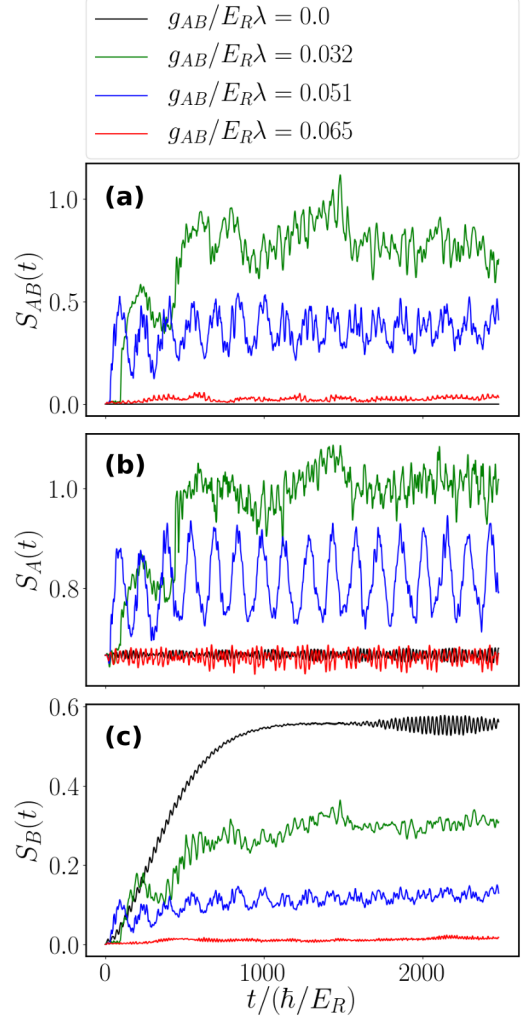 g_{AB}/E_Rλ = 0.0
g_{AB}/E_Rλ = 0.032
g_{AB}/E_Rλ = 0.051
g_{AB}/E_Rλ = 0.065
(a)
S_{AB}(t)
1.0
0.5
0.0
(b)
S_A(t)
1.0
0.8
(c)
S_B(t)
0.6
0.4
0.2
0.0
0 1000 2000
t/(ħ/E_R)